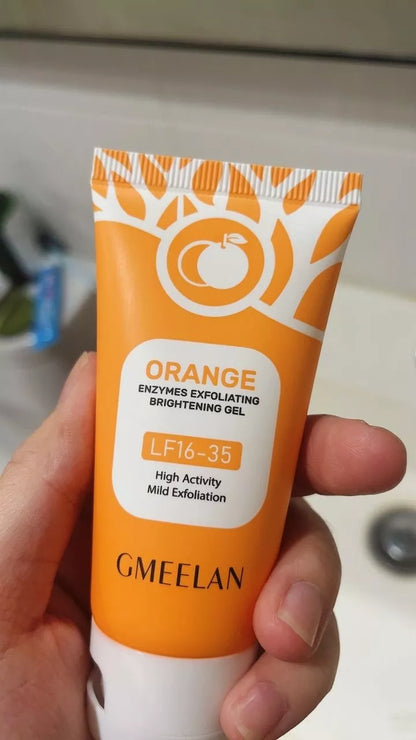 ORANGE
ENZYMES EXFOLIATING
BRIGHTENING GEL
LF16-35
High Activity
Mild Exfoliation
GMEELAN